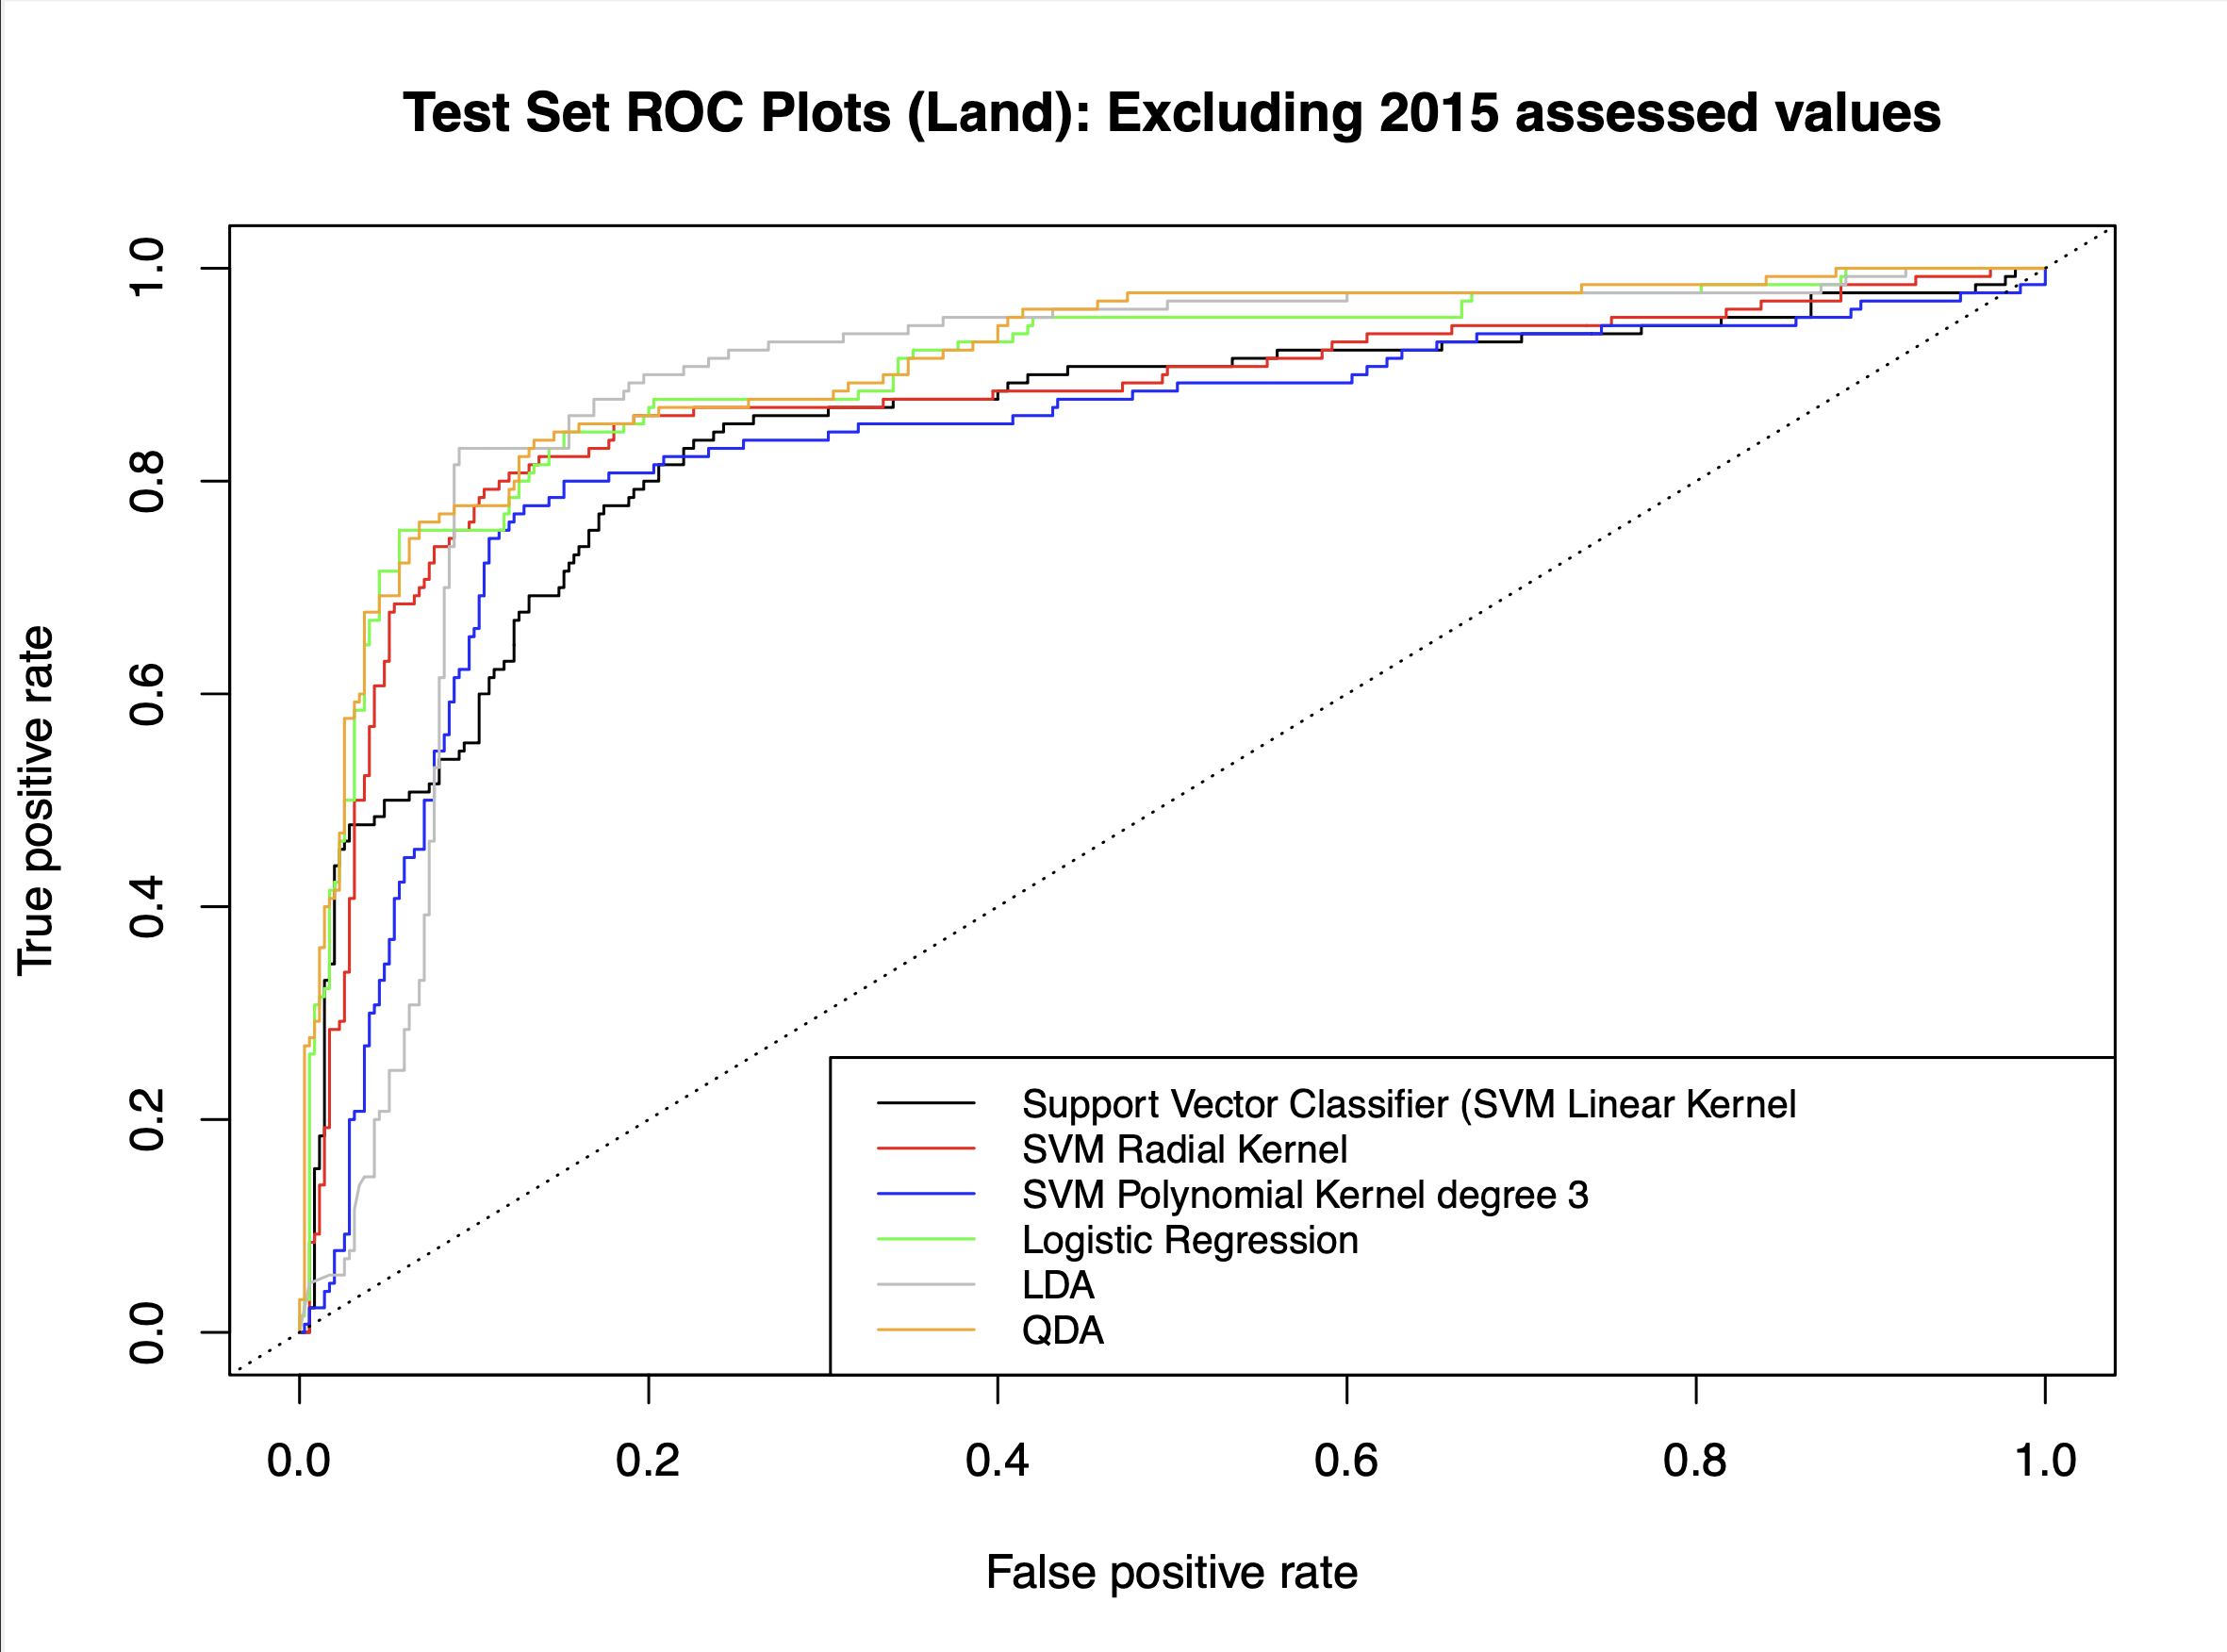 Test Set ROC Plots (Land): Excluding 2015 assessed values
True positive rate
1.0
0.8
0.6
0.4
0.2
0.0
Support Vector Classifier (SVM Linear Kernel
SVM Radial Kernel
SVM Polynomial Kernel degree 3
Logistic Regression
LDA
QDA
0.0 0.2 0.4 0.6 0.8 1.0
False positive rate